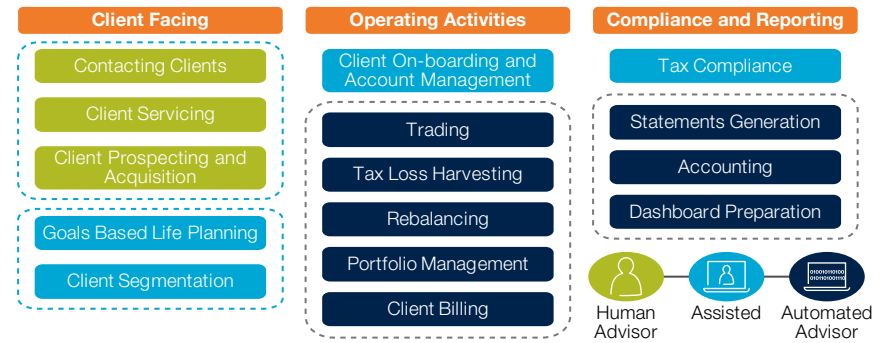 Client Facing
Contacting Clients
Client Servicing
Client Prospecting and
Acquisition
Goals Based Life Planning
Client Segmentation
Operating Activities
Client On-boarding and
Account Management
Trading
Tax Loss Harvesting
Rebalancing
Portfolio Management
Client Billing
Compliance and Reporting
Tax Compliance
Statements Generation
Accounting
Dashboard Preparation
010010110100
0101101001110
Human
Advisor
Assisted
Automated
Advisor